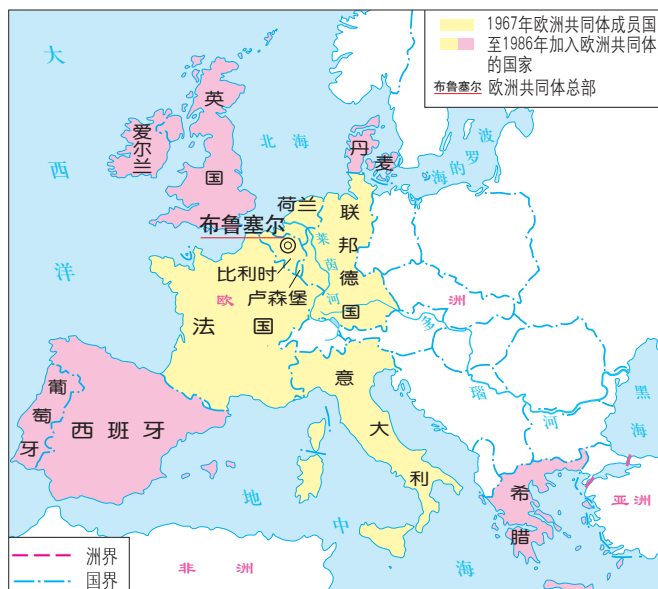 1967年欧洲共同体成员国
至1986年加入欧洲共同体
的国家
布鲁塞尔 欧洲共同体总部
大西洋
英国
爱尔兰
北海
丹麦
波罗的海
荷兰
布鲁塞尔
联邦德国
莱茵河
比利时
卢森堡
欧洲
法国
多瑙河
葡萄牙
西班牙
意大利
黑海
希腊
亚洲
地中海
非洲
洲界
国界